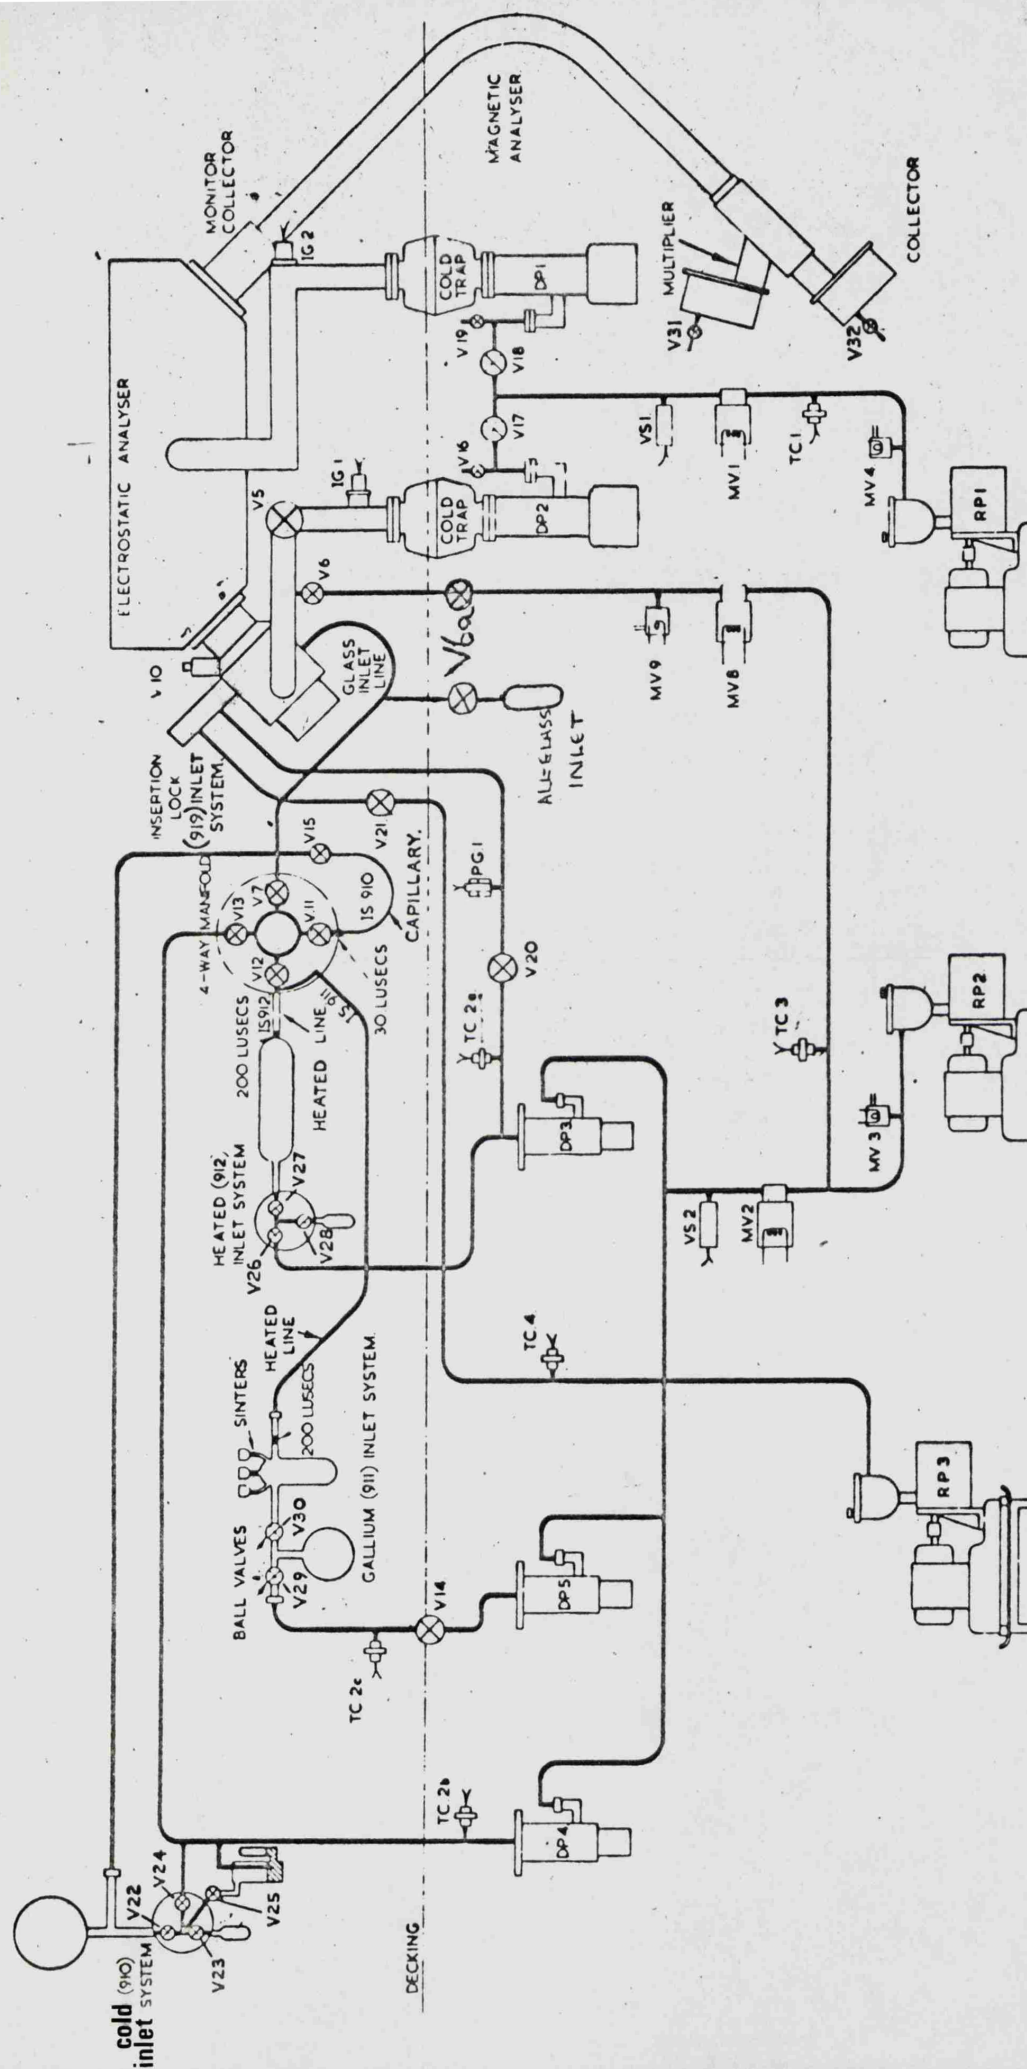 MONITOR
COLLECTOR
IG 2
MAGNETIC
ANALYSER
COLD
TRAP
DP1
V19
V18
MULTIPLIER
V31
V32
COLLECTOR
ELECTROSTATIC ANALYSER
V5
IG 1
COLD
TRAP
DP2
V16
V17
VS1
MV1
TC1
MV4
RP1
V10
V6
V6a
GLASS
INLET
LINE
ALL-GLASS
INLET
MV9
MV8
INSERTION
LOCK
(919) INLET
SYSTEM.
V15
V21
CAPILLARY.
PG.1
V20
TC 2a
4-WAY MANIFOLD
V13
V7
V11
V12
IS 910
30 LUSECS
IS 911
200 LUSECS
IS912
HEATED LINE
HEATED (912,
INLET SYSTEM
V27
V26
V28
DP3
TC 3
MV 3
RP2
VS 2
MV2
HEATED
LINE
SINTERS
200 LUSECS
GALLIUM (911) INLET SYSTEM.
TC.4
RP3
BALL VALVES
V30
V29
V14
DP5
TC 2c
TC 2b
DP4
V24
V22
V25
V23
cold (910)
inlet SYSTEM
DECKING